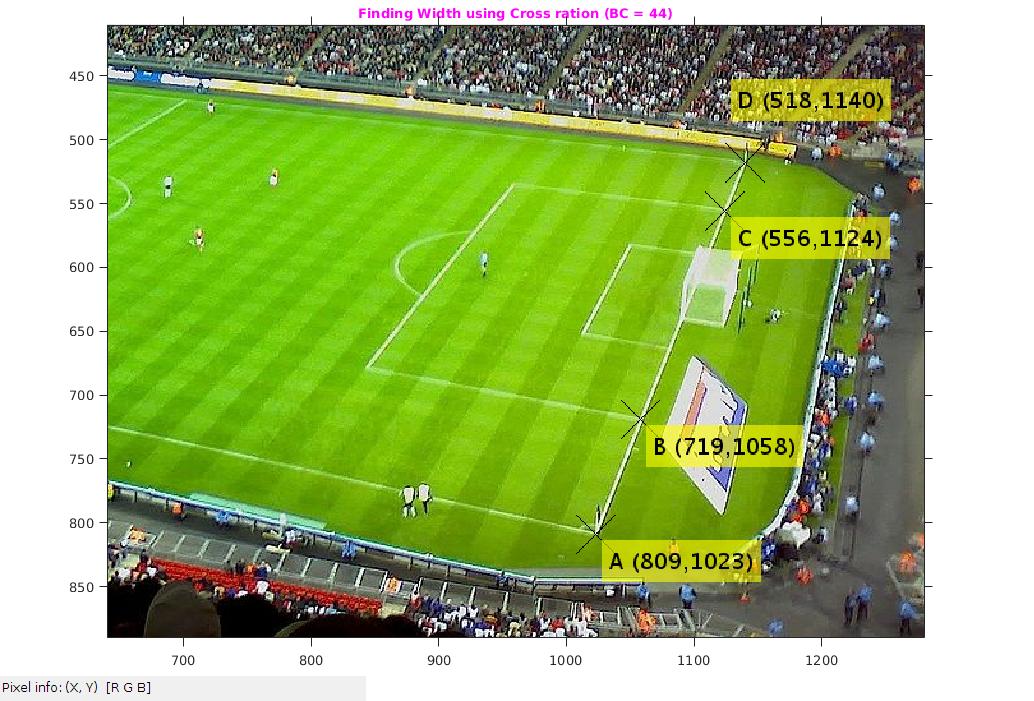 Finding Width using Cross ration (BC = 44)
450
500
550
600
650
700
750
800
850
D (518,1140)
C (556,1124)
B (719,1058)
A (809,1023)
700
800
900
1000
1100
1200
Pixel info: (X, Y) [R G B]